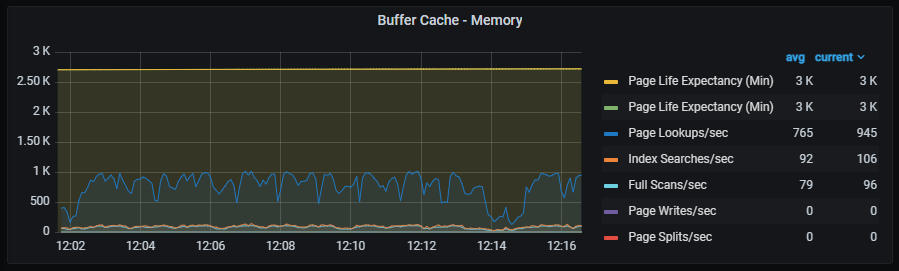 Buffer Cache - Memory
3 K
2.50 K
2 K
1.50 K
1 K
500
0
12:02 12:04 12:06 12:08 12:10 12:12 12:14 12:16
avg current
Page Life Expectancy (Min) 3 K 3 K
Page Life Expectancy (Min) 3 K 3 K
Page Lookups/sec 765 945
Index Searches/sec 92 106
Full Scans/sec 79 96
Page Writes/sec 0 0
Page Splits/sec 0 0